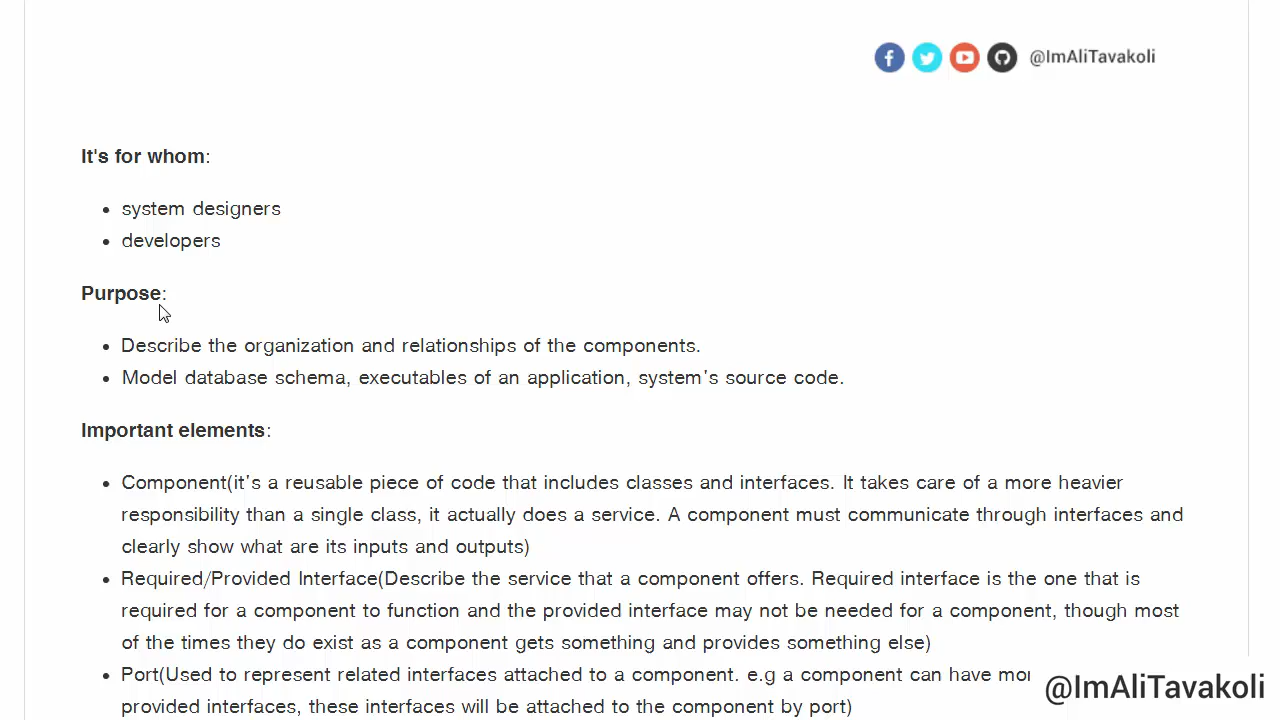 @ImAliTavakoli
It's for whom:
• system designers
• developers
Purpose:
• Describe the organization and relationships of the components.
• Model database schema, executables of an application, system's source code.
Important elements:
• Component(it's a reusable piece of code that includes classes and interfaces. It takes care of a more heavier
responsibility than a single class, it actually does a service. A component must communicate through interfaces and
clearly show what are its inputs and outputs)
• Required/Provided Interface(Describe the service that a component offers. Required interface is the one that is
required for a component to function and the provided interface may not be needed for a component, though most
of the times they do exist as a component gets something and provides something else)
• Port(Used to represent related interfaces attached to a component. e.g a component can have
provided interfaces, these interfaces will be attached to the component by port)
@ImAliTavakoli